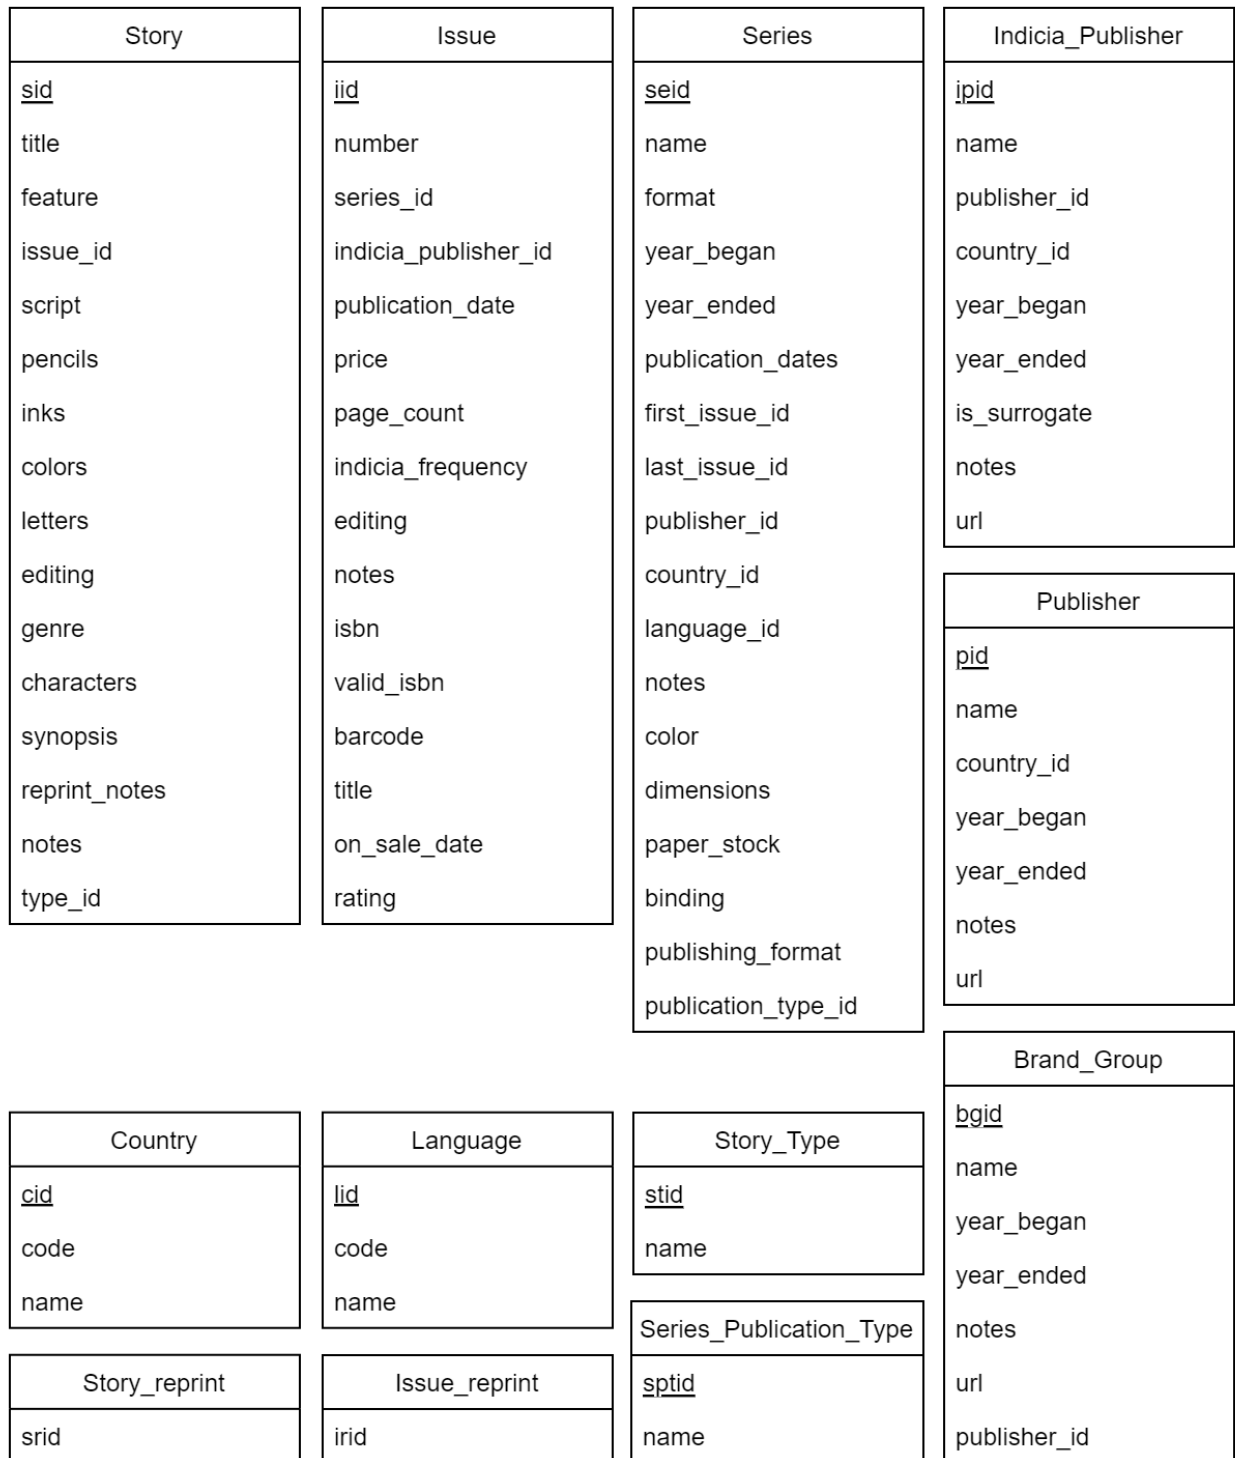 Story
sid
title
feature
issue_id
script
pencils
inks
colors
letters
editing
genre
characters
synopsis
reprint_notes
notes
type_id
Issue
iid
number
series_id
indicia_publisher_id
publication_date
price
page_count
indicia_frequency
editing
notes
isbn
valid_isbn
barcode
title
on_sale_date
rating
Series
seid
name
format
year_began
year_ended
publication_dates
first_issue_id
last_issue_id
publisher_id
country_id
language_id
notes
color
dimensions
paper_stock
binding
publishing_format
publication_type_id
Indicia_Publisher
ipid
name
publisher_id
country_id
year_began
year_ended
is_surrogate
notes
url
Publisher
pid
name
country_id
year_began
year_ended
notes
url
Brand_Group
bgid
name
year_began
year_ended
notes
url
publisher_id
Country
cid
code
name
Language
lid
code
name
Story_Type
stid
name
Series_Publication_Type
sptid
name
Story_reprint
srid
Issue_reprint
irid